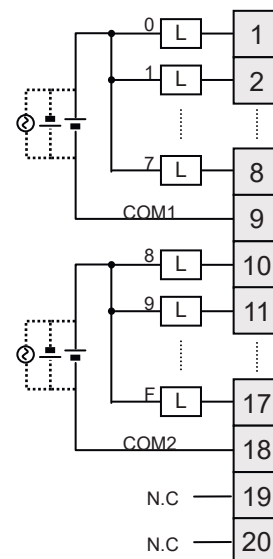 0 L 1
1 L 2
7 L 8
COM1 9
8 L 10
9 L 11
F L 17
COM2 18
N.C 19
N.C 20